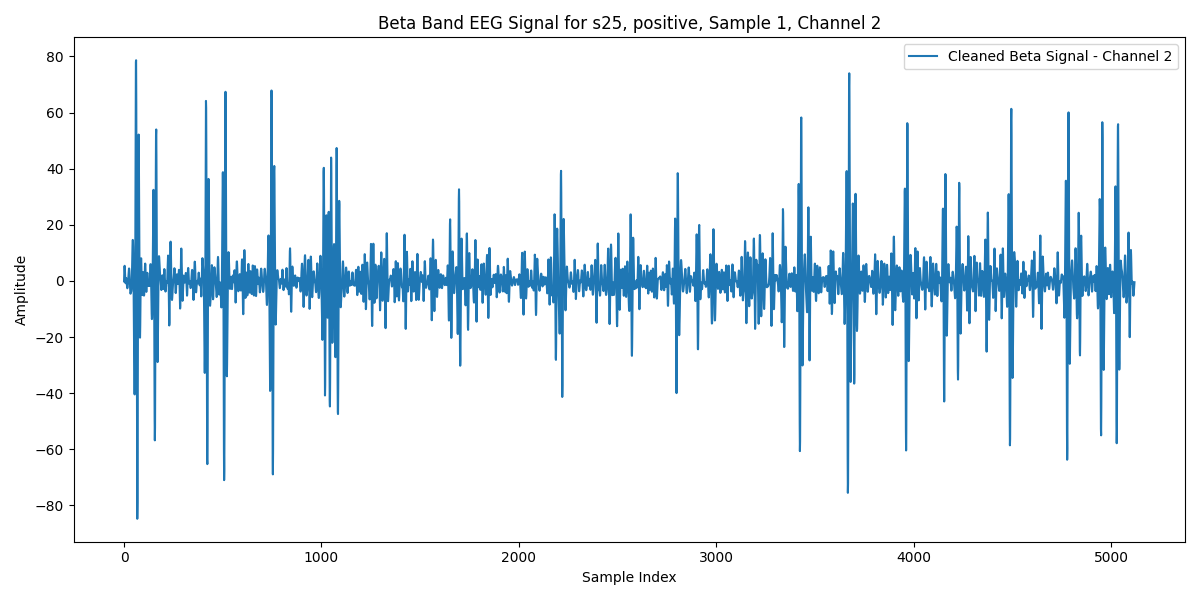 Beta Band EEG Signal for s25, positive, Sample 1, Channel 2
Cleaned Beta Signal - Channel 2
80
60
40
20
0
−20
−40
−60
−80
Amplitude
0 1000 2000 3000 4000 5000
Sample Index